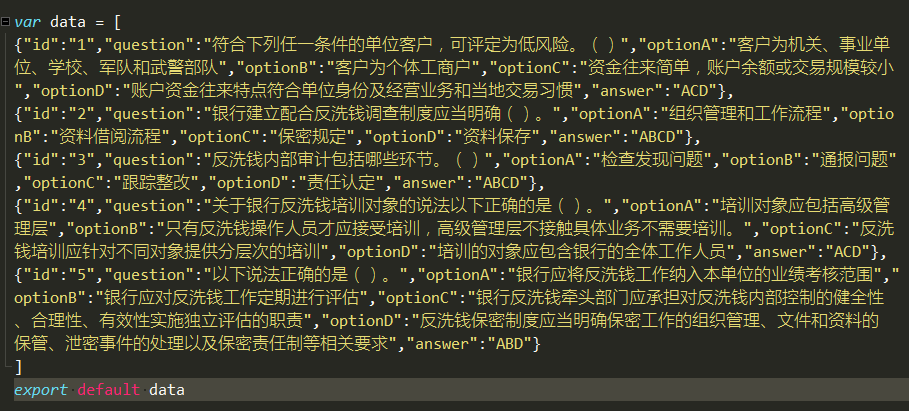 var data = [
{"id":"1","question":"符合下列任一条件的单位客户，可评定为低风险。（）","optionA":"客户为机关、事业单
位、学校、军队和武警部队","optionB":"客户为个体工商户","optionC":"资金往来简单，账户余额或交易规模较小
","optionD":"账户资金往来特点符合单位身份及经营业务和当地交易习惯","answer":"ACD"},
{"id":"2","question":"银行建立配合反洗钱调查制度应当明确（）。","optionA":"组织管理和工作流程","optio
nB":"资料借阅流程","optionC":"保密规定","optionD":"资料保存","answer":"ABCD"},
{"id":"3","question":"反洗钱内部审计包括哪些环节。（）","optionA":"检查发现问题","optionB":"通报问题"
,"optionC":"跟踪整改","optionD":"责任认定","answer":"ABCD"},
{"id":"4","question":"关于银行反洗钱培训对象的说法以下正确的是（）。","optionA":"培训对象应包括高级管
理层","optionB":"只有反洗钱操作人员才应接受培训，高级管理层不接触具体业务不需要培训。","optionC":"反洗
钱培训应针对不同对象提供分层次的培训","optionD":"培训的对象应包含银行的全体工作人员","answer":"ACD"},
{"id":"5","question":"以下说法正确的是（）。","optionA":"银行应将反洗钱工作纳入本单位的业绩考核范围","
optionB":"银行应对反洗钱工作定期进行评估","optionC":"银行反洗钱牵头部门应承担对反洗钱内部控制的健全性
、合理性、有效性实施独立评估的职责","optionD":"反洗钱保密制度应当明确保密工作的组织管理、文件和资料的
保管、泄密事件的处理以及保密责任制等相关要求","answer":"ABD"}
]
export default data